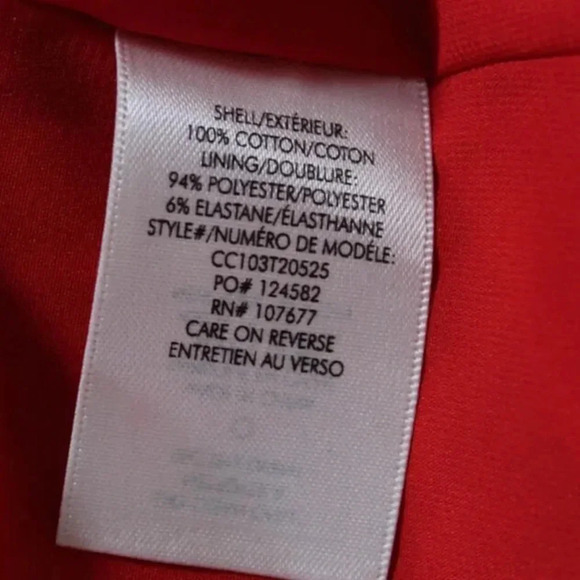 SHELL/EXTÉRIEUR:
100% COTTON/COTON
LINING/DOUBLURE:
94% POLYESTER/POLYESTER
6% ELASTANE/ÉLASTHANNE
STYLE#/NUMÉRO DE MODÉLE:
CC103T20525
PO# 124582
RN# 107677
CARE ON REVERSE
ENTRETIEN AU VERSO